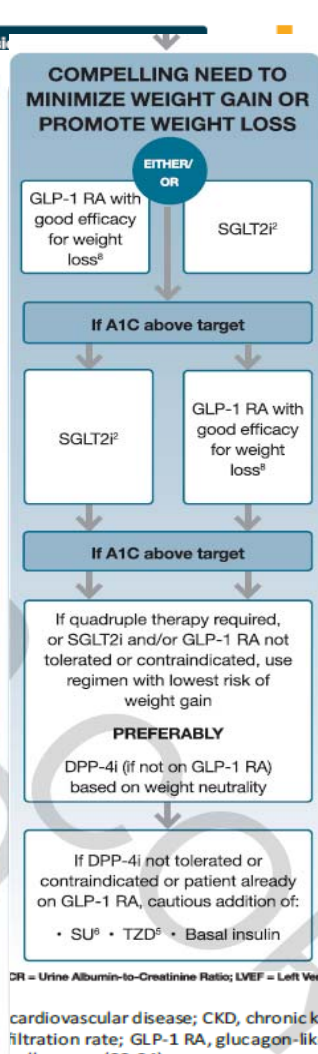 COMPELLING NEED TO
MINIMIZE WEIGHT GAIN OR
PROMOTE WEIGHT LOSS
EITHER/
OR
GLP-1 RA with
good efficacy
for weight
loss⁸
SGLT2i²
If A1C above target
SGLT2i²
GLP-1 RA with
good efficacy
for weight
loss⁸
If A1C above target
If quadruple therapy required,
or SGLT2i and/or GLP-1 RA not
tolerated or contraindicated, use
regimen with lowest risk of
weight gain
PREFERABLY
DPP-4i (if not on GLP-1 RA)
based on weight neutrality
If DPP-4i not tolerated or
contraindicated or patient already
on GLP-1 RA, cautious addition of:
• SU⁶ • TZD⁵ • Basal insulin
CR = Urine Albumin-to-Creatinine Ratio; LVEF = Left Ve
cardiovascular disease; CKD, chronic k
filtration rate; GLP-1 RA, glucagon-lik